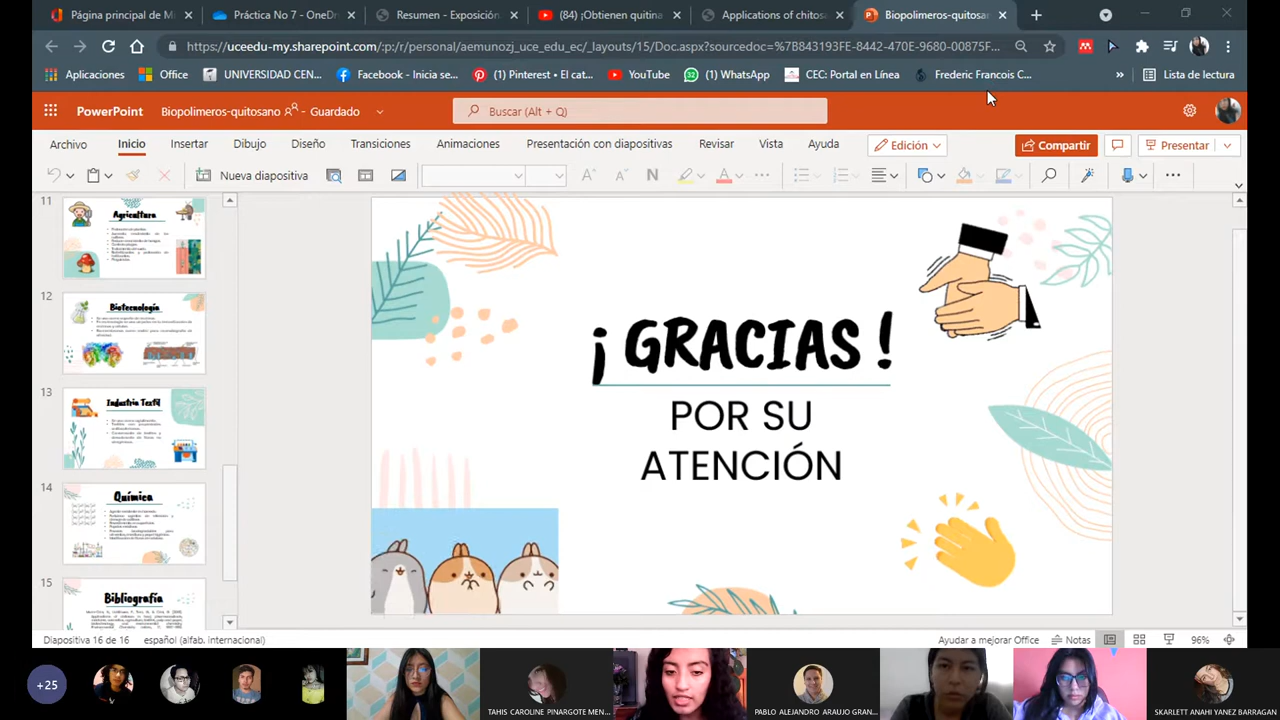 Página principal de Mi
Práctica No 7 - OneDr
Resumen - Exposición
(84) ¡Obtienen quitina
Applications of chitosa
Biopolimeros-quitosan
https://uceedu-my.sharepoint.com/:p:/r/personal/aemunozj_uce_edu_ec/_layouts/15/Doc.aspx?sourcedoc=%7B843193FE-8442-470E-9680-00875F...
Aplicaciones
Office
UNIVERSIDAD CEN...
Facebook - Inicia se...
(1) Pinterest • El cat...
YouTube
(1) WhatsApp
CEC: Portal en Línea
Frederic Francois C...
Lista de lectura
PowerPoint
Biopolimeros-quitosano
- Guardado
Buscar (Alt + Q)
Archivo
Inicio
Insertar
Dibujo
Diseño
Transiciones
Animaciones
Presentación con diapositivas
Revisar
Vista
Ayuda
Edición
Compartir
Presentar
Nueva diapositiva
N
11
Agricultura
12
Biotecnología
13
Industria Textil
14
Química
15
Bibliografía
¡ GRACIAS !
POR SU
ATENCIÓN
Diapositiva 16 de 16
español (alfab. internacional)
Ayudar a mejorar Office
Notas
96%
+25
TAHIS CAROLINE PINARGOTE MEN...
PABLO ALEJANDRO ARAUJO GRAN...
SKARLETT ANAHI YANEZ BARRAGAN